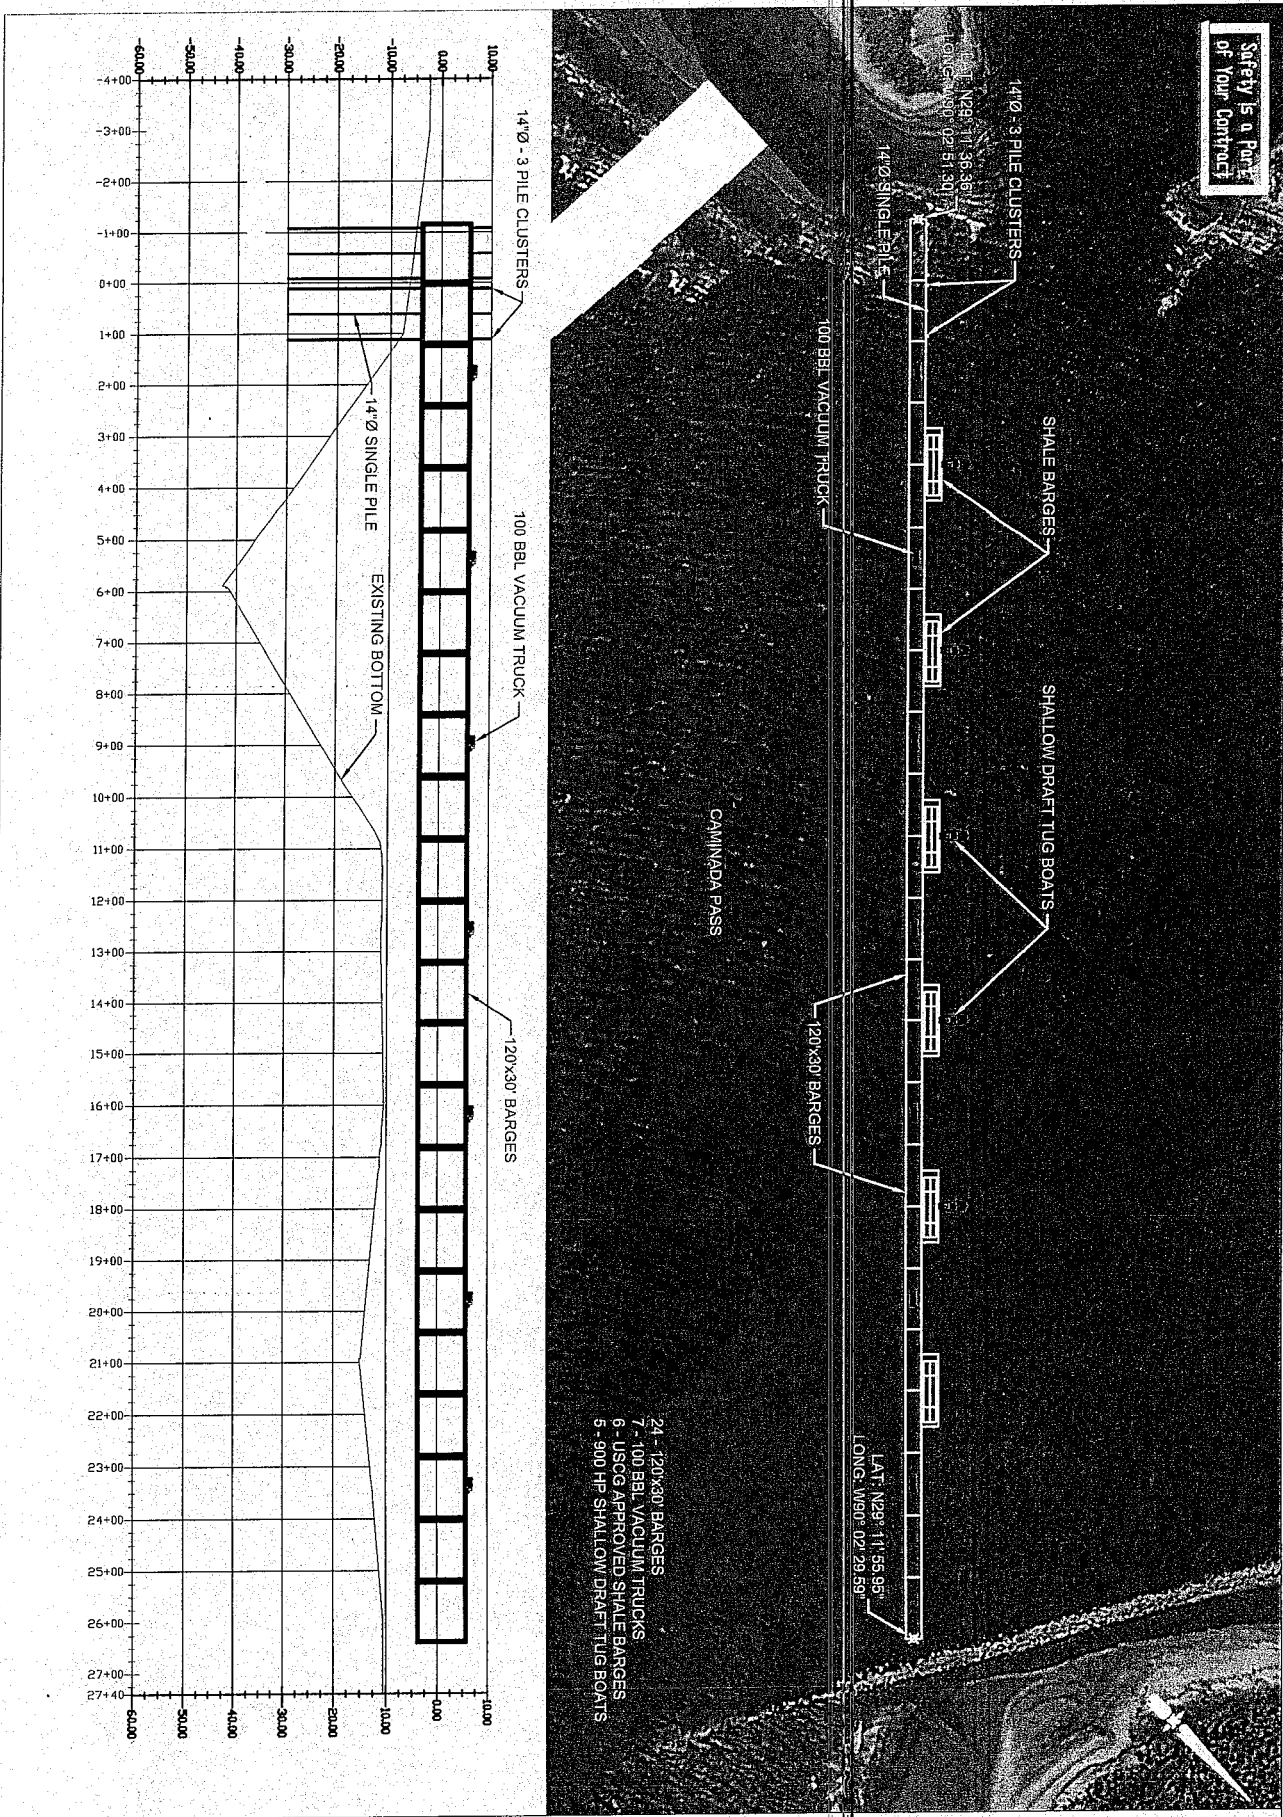 Safety is a Part
of Your Contract
14"Ø - 3 PILE CLUSTERS
N29° 11' 36.36"
02' 51.30"
14"Ø SINGLE PILE
100 BBL VACUUM TRUCK
SHALE BARGES
SHALLOW DRAFT TUG BOATS
CAMINADA PASS
120'x30' BARGES
LAT: N29° 11' 55.95"
LONG: W90° 02' 29.59"
24 - 120'x30' BARGES
7 - 100 BBL VACUUM TRUCKS
6 - USCG APPROVED SHALE BARGES
5 - 900 HP SHALLOW DRAFT TUG BOATS
14"Ø - 3 PILE CLUSTERS
100 BBL VACUUM TRUCK
120'x30' BARGES
14"Ø SINGLE PILE
EXISTING BOTTOM
10.00
0.00
-10.00
-20.00
-30.00
-40.00
-50.00
-60.00
10.00
0.00
-10.00
-20.00
-30.00
-40.00
-50.00
-60.00
-4+00
-3+00
-2+00
-1+00
0+00
1+00
2+00
3+00
4+00
5+00
6+00
7+00
8+00
9+00
10+00
11+00
12+00
13+00
14+00
15+00
16+00
17+00
18+00
19+00
20+00
21+00
22+00
23+00
24+00
25+00
26+00
27+00
27+40